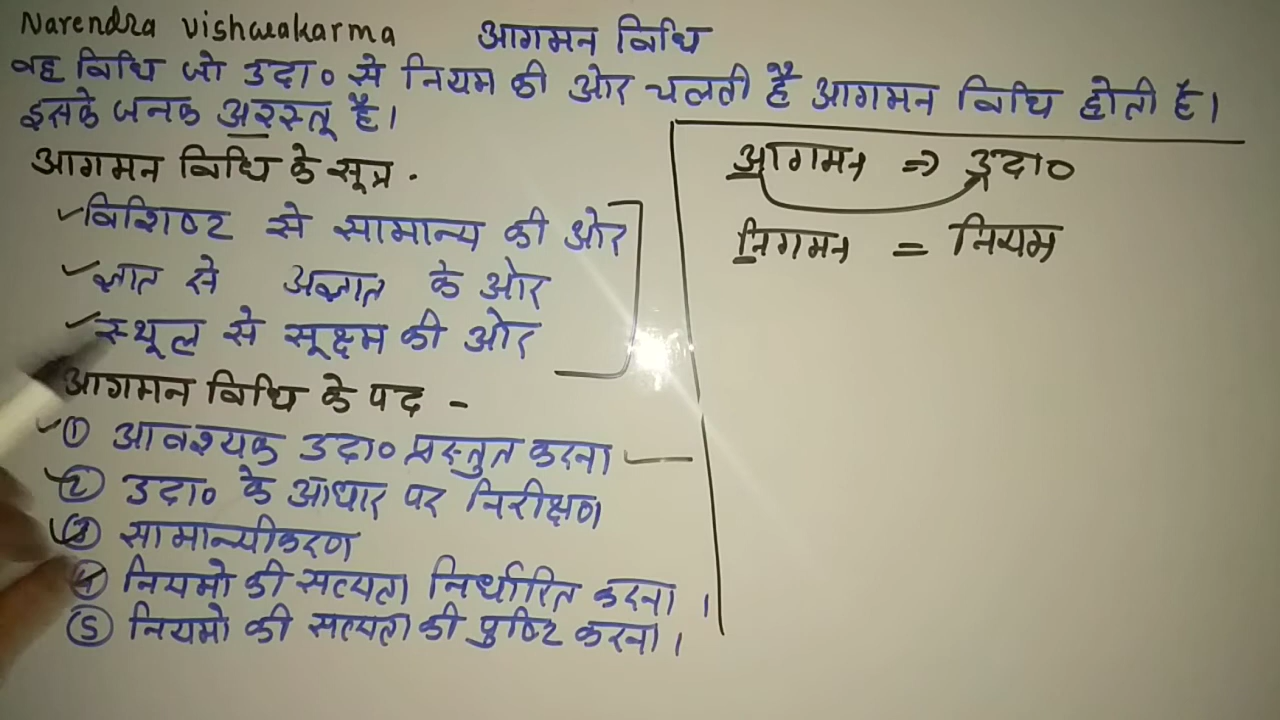 Narendra Vishwakarma आगमन विधि
वह विधि जो उदा० से नियम की ओर चलती है आगमन विधि होती है।
इसके जनक अरस्तू है।
आगमन विधि के सूत्र.
विशिष्ट से सामान्य की ओर
ज्ञात से अज्ञात के ओर
स्थूल से सूक्ष्म की ओर
आगमन विधि के पद -
① आवश्यक उदा० प्रस्तुत करना
② उदा० के आधार पर निरीक्षण
③ सामान्यीकरण
④ नियमो की सत्यता निर्धारित करना ।
⑤ नियमो की सत्यता की पुष्टि करना।
आगमन => उदा०
निगमन = नियम